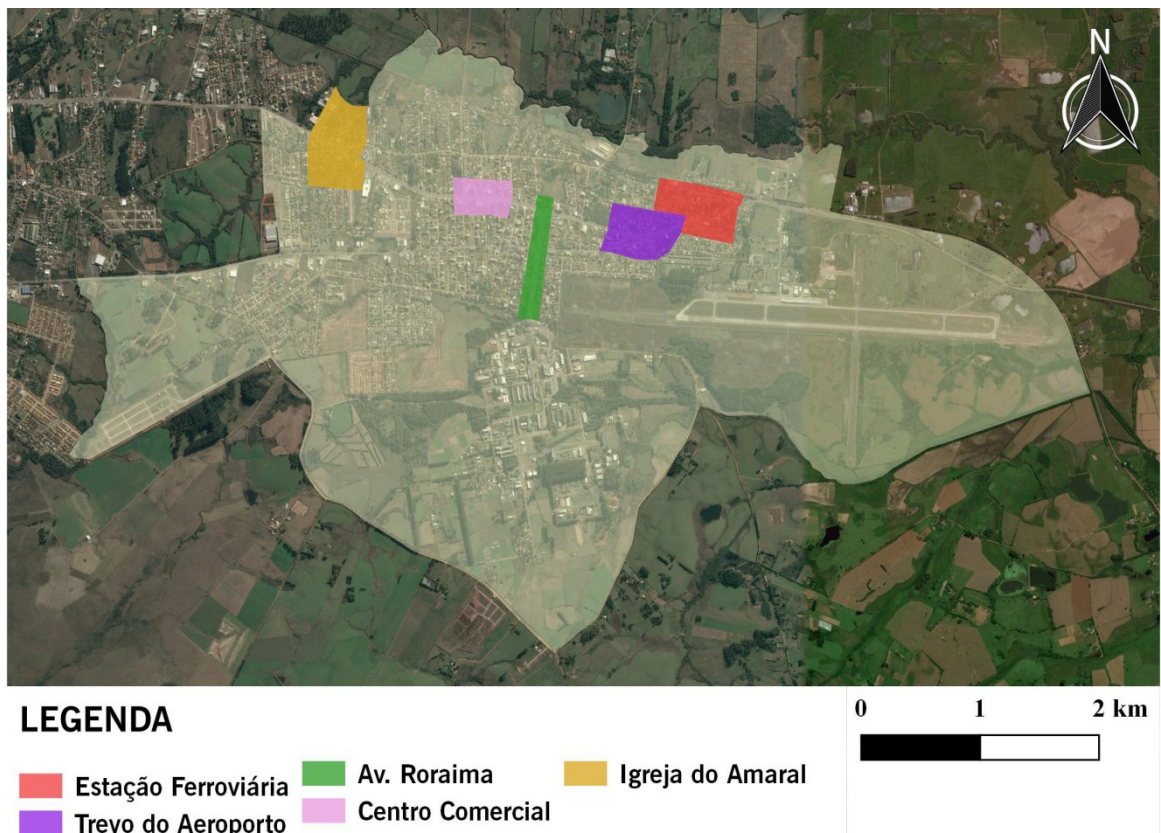 N
LEGENDA
Estação Ferroviária
Trevo do Aeroporto
Av. Roraima
Centro Comercial
Igreja do Amaral
0 1 2 km